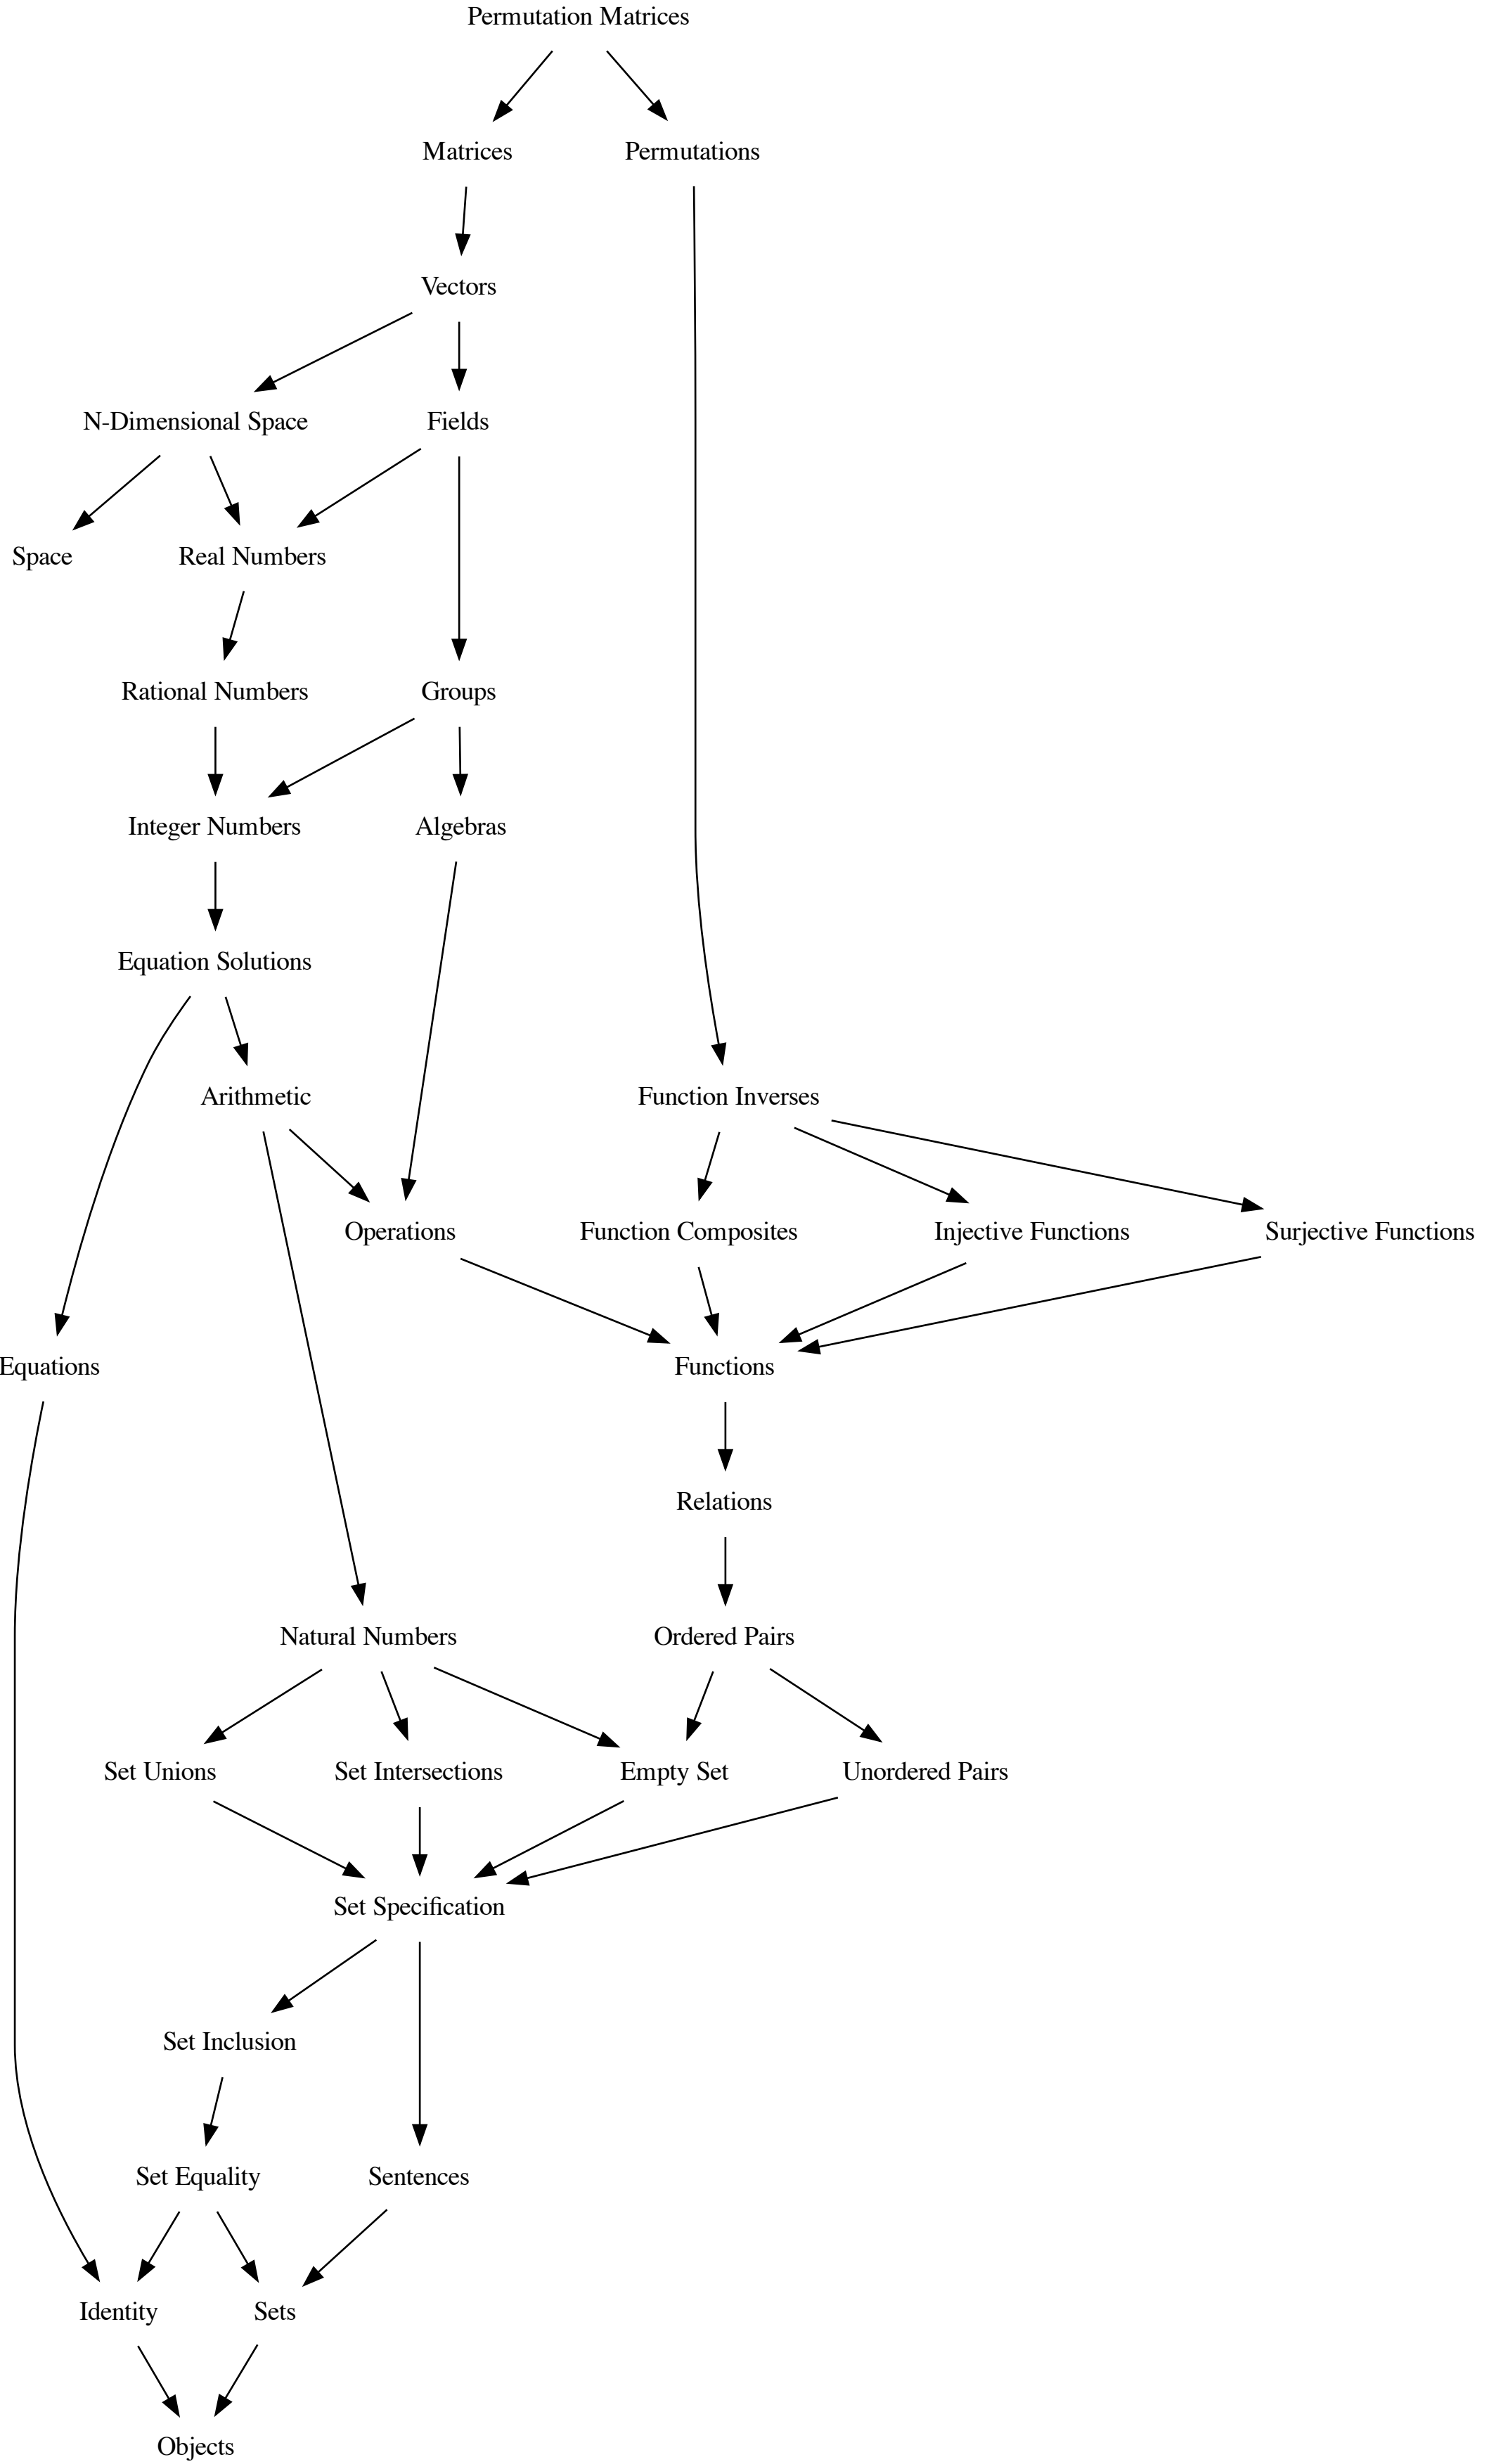 Permutation Matrices
Matrices
Permutations
Vectors
N-Dimensional Space
Fields
Space
Real Numbers
Rational Numbers
Groups
Integer Numbers
Algebras
Equation Solutions
Arithmetic
Function Inverses
Operations
Function Composites
Injective Functions
Surjective Functions
Equations
Functions
Relations
Natural Numbers
Ordered Pairs
Set Unions
Set Intersections
Empty Set
Unordered Pairs
Set Specification
Set Inclusion
Set Equality
Sentences
Identity
Sets
Objects